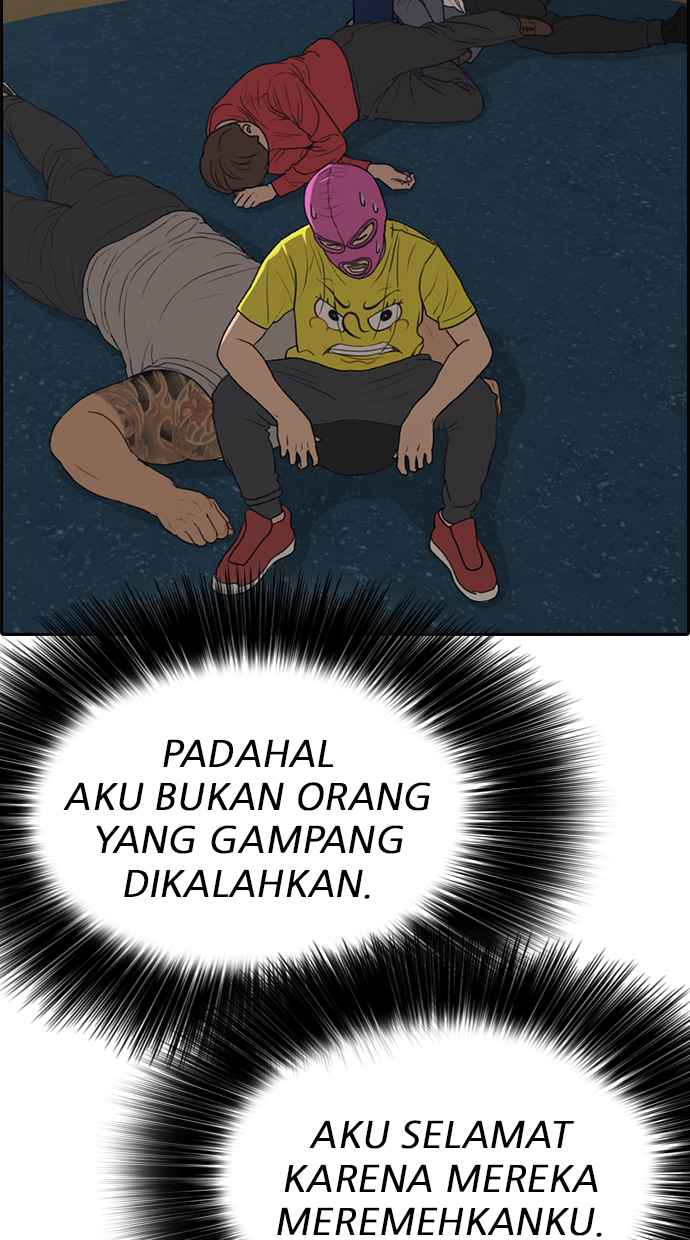 PADAHAL
AKU BUKAN ORANG
YANG GAMPANG
DIKALAHKAN.
AKU SELAMAT
KARENA MEREKA
MEREMEHKANKU.